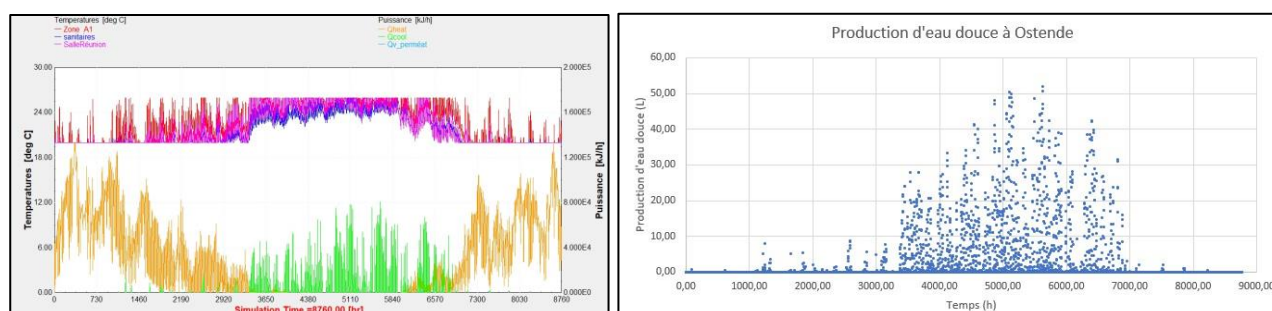 Temperatures [deg C]
Zone A1
sanitaires
SalleRéunion
Puissance [kJ/h]
Qheat
Qcool
Qv_perméat
30.00
24.00
18.00
12.00
6.00
0.00
Temperatures [deg C]
2.000E5
1.600E5
1.200E5
8.000E4
4.000E4
0.000E0
Puissance [kJ/h]
0 730 1460 2190 2920 3650 4380 5110 5840 6570 7300 8030 8760
Simulation Time =8760.00 [hr]
Production d'eau douce à Ostende
Production d'eau douce (L)
60,00
50,00
40,00
30,00
20,00
10,00
0,00
0,00 1000,00 2000,00 3000,00 4000,00 5000,00 6000,00 7000,00 8000,00 9000,00
Temps (h)